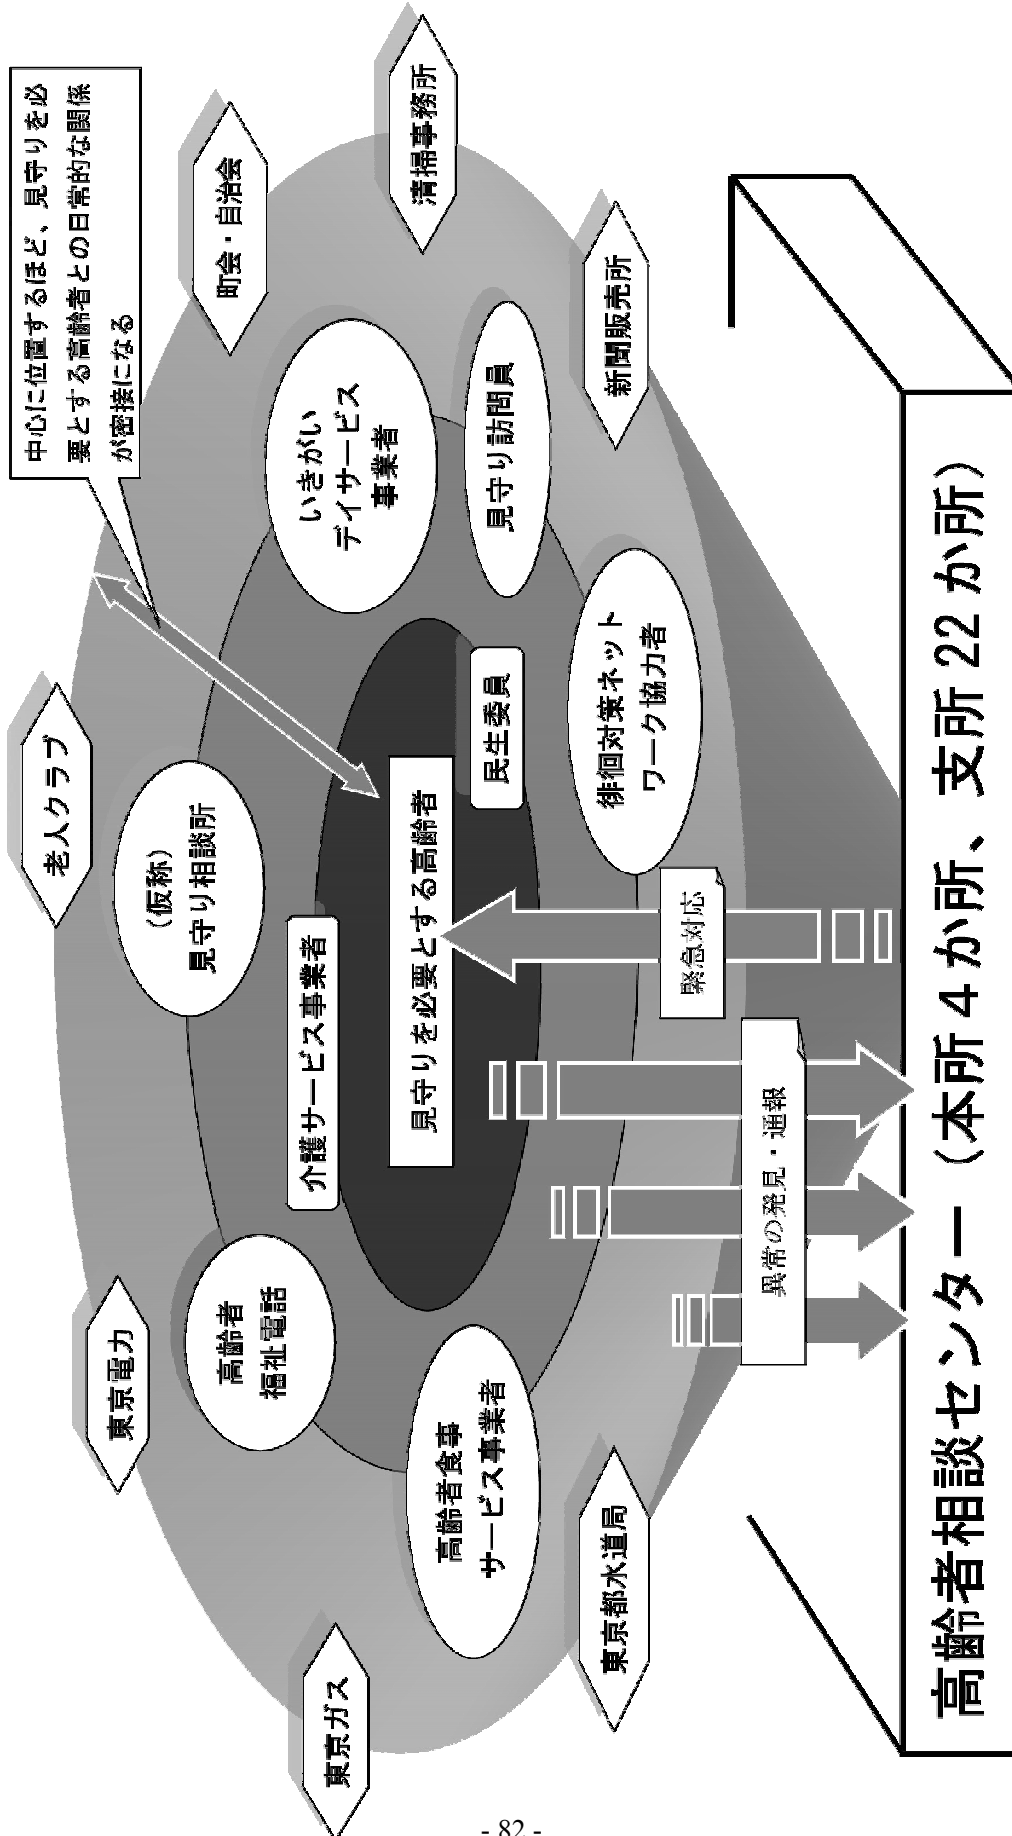 中心に位置するほど、見守りを必
要とする高齢者との日常的な関係
が密接になる
老人クラブ
町会・自治会
清掃事務所
新聞販売所
東京電力
東京ガス
東京都水道局
(仮称)
見守り相談所
いきがい
デイサービス
事業者
見守り訪問員
徘徊対策ネット
ワーク協力者
高齢者
福祉電話
高齢者食事
サービス事業者
介護サービス事業者
民生委員
見守りを必要とする高齢者
緊急対応
異常の発見・通報
高齢者相談センター(本所4か所、支所22か所)
- 82 -